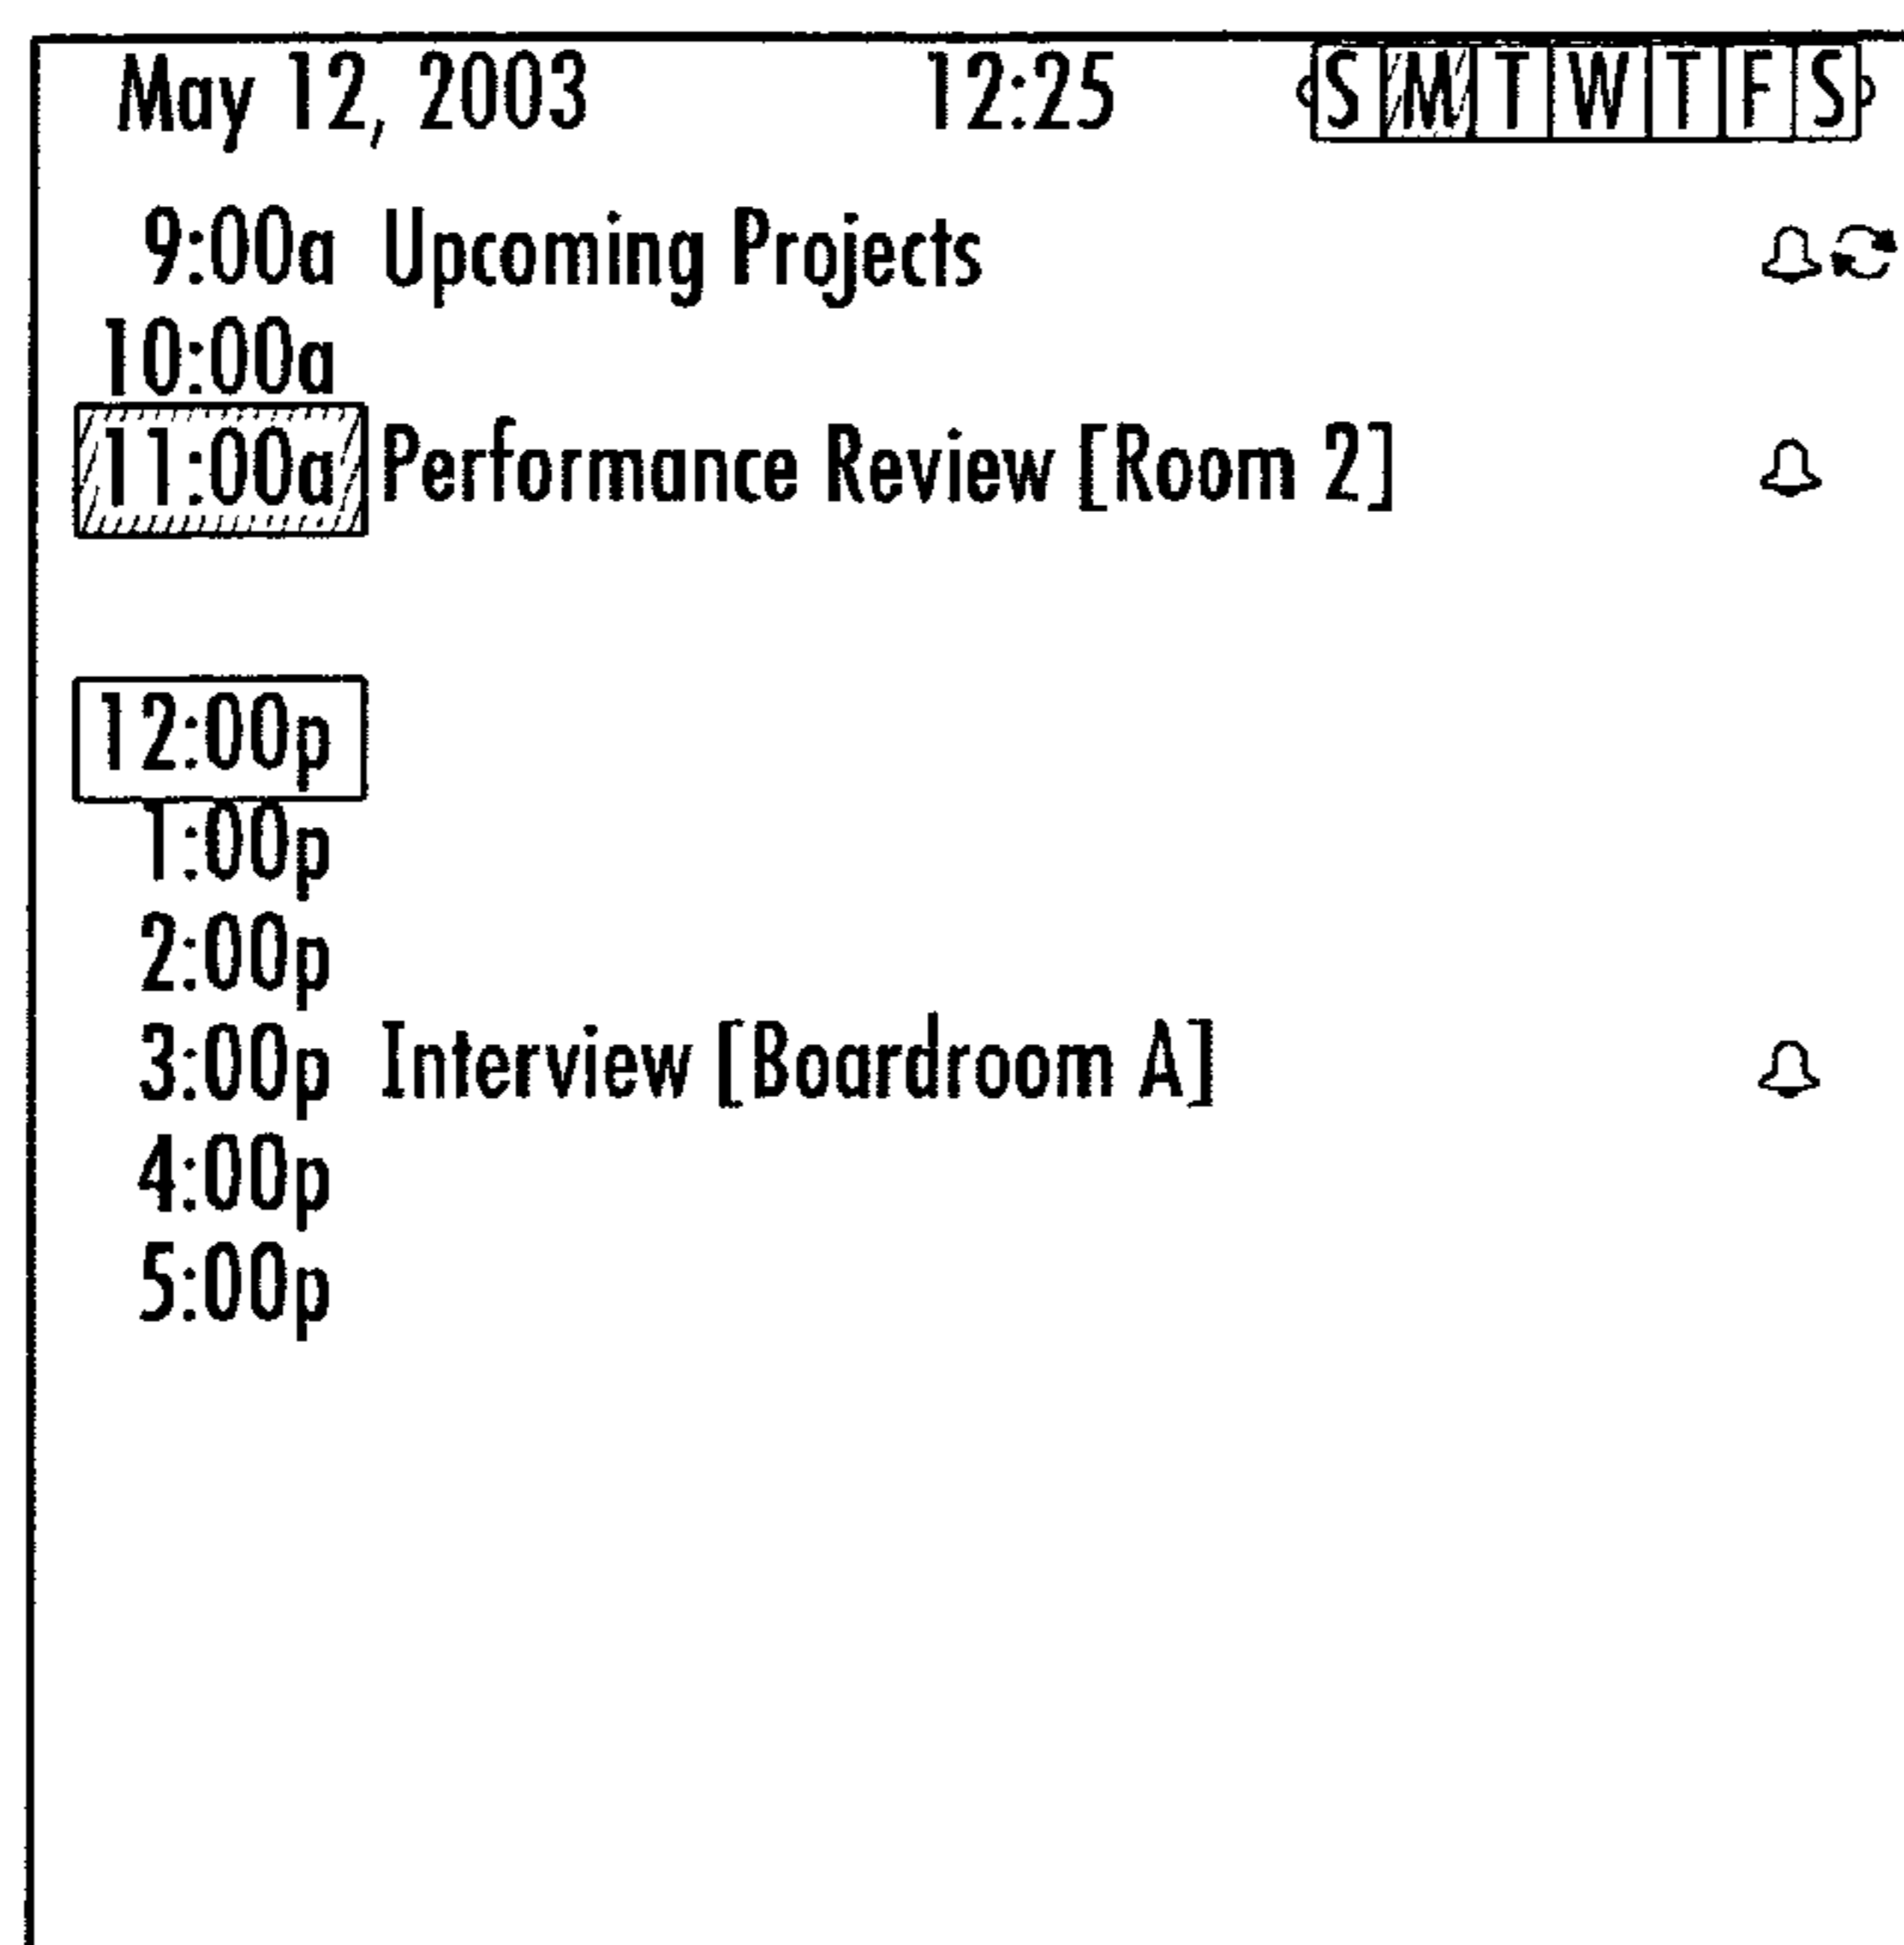 May 12, 2003 12:25 S M T W T F S
9:00a Upcoming Projects
10:00a
11:00a Performance Review [Room 2]
12:00p
1:00p
2:00p
3:00p Interview [Boardroom A]
4:00p
5:00p